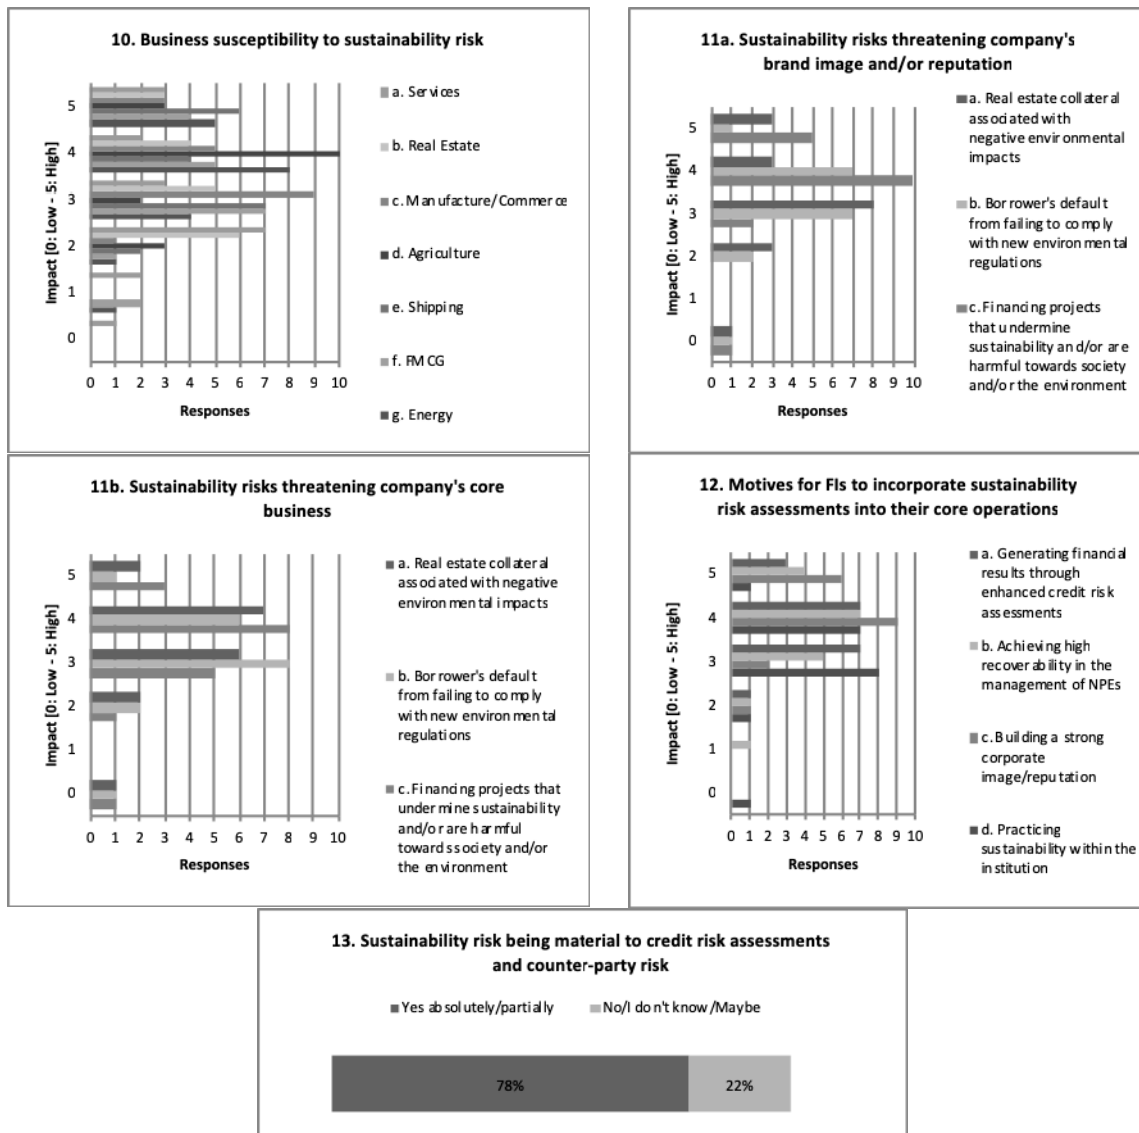 10. Business susceptibility to sustainability risk
Impact [0: Low - 5: High]
5
4
3
2
1
0
0 1 2 3 4 5 6 7 8 9 10
Responses
a. Services
b. Real Estate
c. Manufacture/Commerce
d. Agriculture
e. Shipping
f. FMCG
g. Energy
11a. Sustainability risks threatening company's
brand image and/or reputation
Impact [0: Low - 5: High]
5
4
3
2
1
0
0 1 2 3 4 5 6 7 8 9 10
Responses
a. Real estate collateral
associated with
negative environmental
impacts
b. Borrower's default
from failing to comply
with new environmental
regulations
c. Financing projects
that undermine
sustainability and/or are
harmful towards society
and/or the environment
11b. Sustainability risks threatening company's core
business
Impact [0: Low - 5: High]
5
4
3
2
1
0
0 1 2 3 4 5 6 7 8 9 10
Responses
a. Real estate collateral
associated with negative
environmental impacts
b. Borrower's default
from failing to comply
with new environmental
regulations
c. Financing projects that
undermine sustainability
and/or are harmful
towards society and/or
the environment
12. Motives for FIs to incorporate sustainability
risk assessments into their core operations
Impact [0: Low - 5: High]
5
4
3
2
1
0
0 1 2 3 4 5 6 7 8 9 10
Responses
a. Generating financial
results through
enhanced credit risk
assessments
b. Achieving high
recoverability in the
management of NPEs
c. Building a strong
corporate
image/reputation
d. Practicing
sustainability within the
institution
13. Sustainability risk being material to credit risk assessments
and counter-party risk
Yes absolutely/partially No/I don't know/Maybe
78% 22%